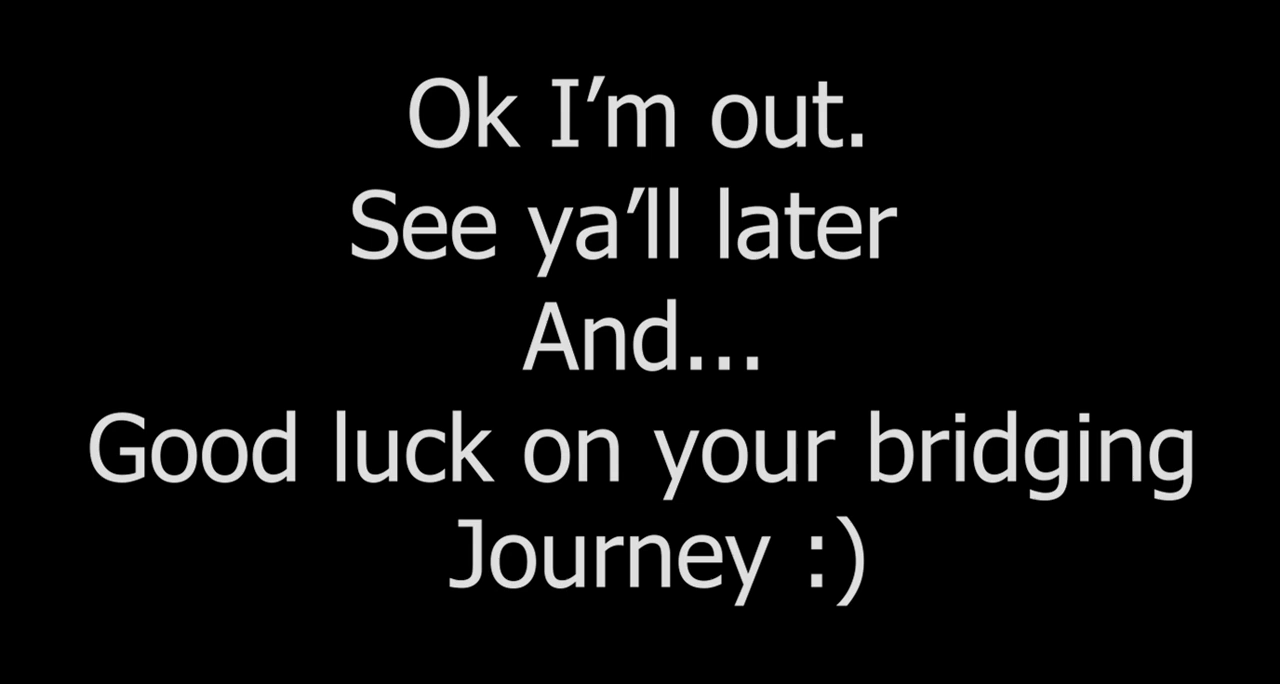 Ok I’m out.
See ya’ll later
And...
Good luck on your bridging
Journey :)